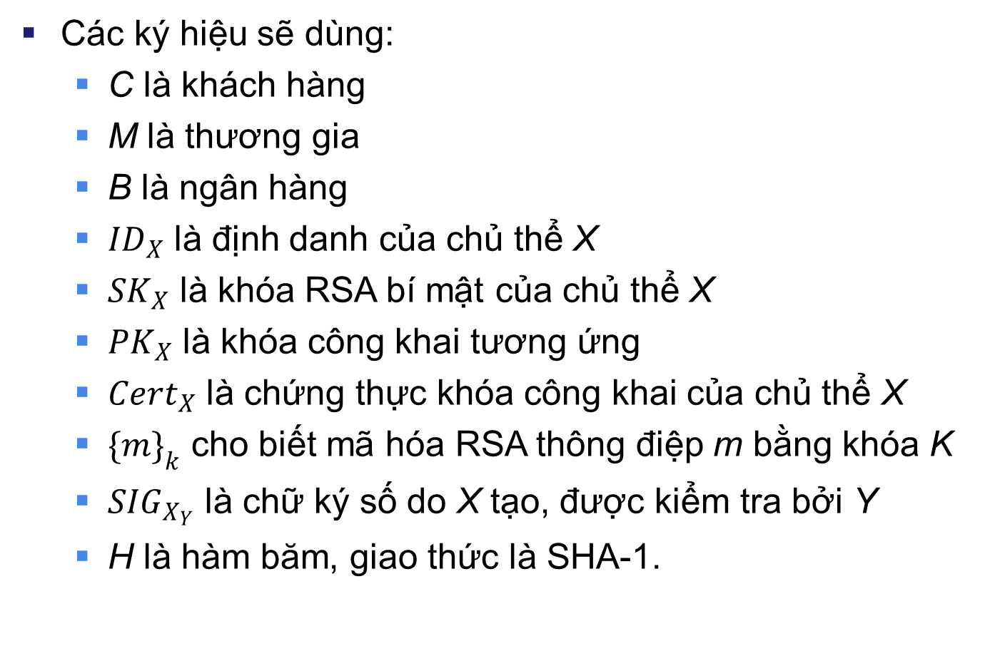 ▪ Các ký hiệu sẽ dùng:
▪ C là khách hàng
▪ M là thương gia
▪ B là ngân hàng
▪ $ID_X$ là định danh của chủ thể X
▪ $SK_X$ là khóa RSA bí mật của chủ thể X
▪ $PK_X$ là khóa công khai tương ứng
▪ $Cert_X$ là chứng thực khóa công khai của chủ thể X
▪ $\{m\}_k$ cho biết mã hóa RSA thông điệp m bằng khóa K
▪ $SIG_{X_Y}$ là chữ ký số do X tạo, được kiểm tra bởi Y
▪ H là hàm băm, giao thức là SHA-1.